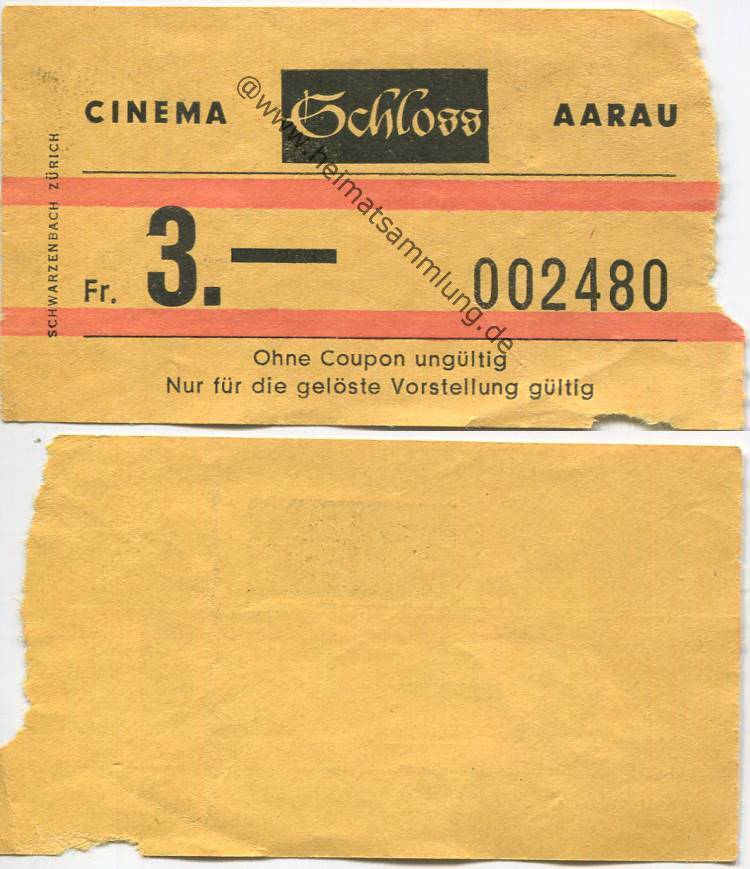 CINEMA Schloss AARAU
SCHWARZENBACH ZÜRICH
Fr. 3.— 002480
Ohne Coupon ungültig
Nur für die gelöste Vorstellung gültig
@www.heimatsammlung.de